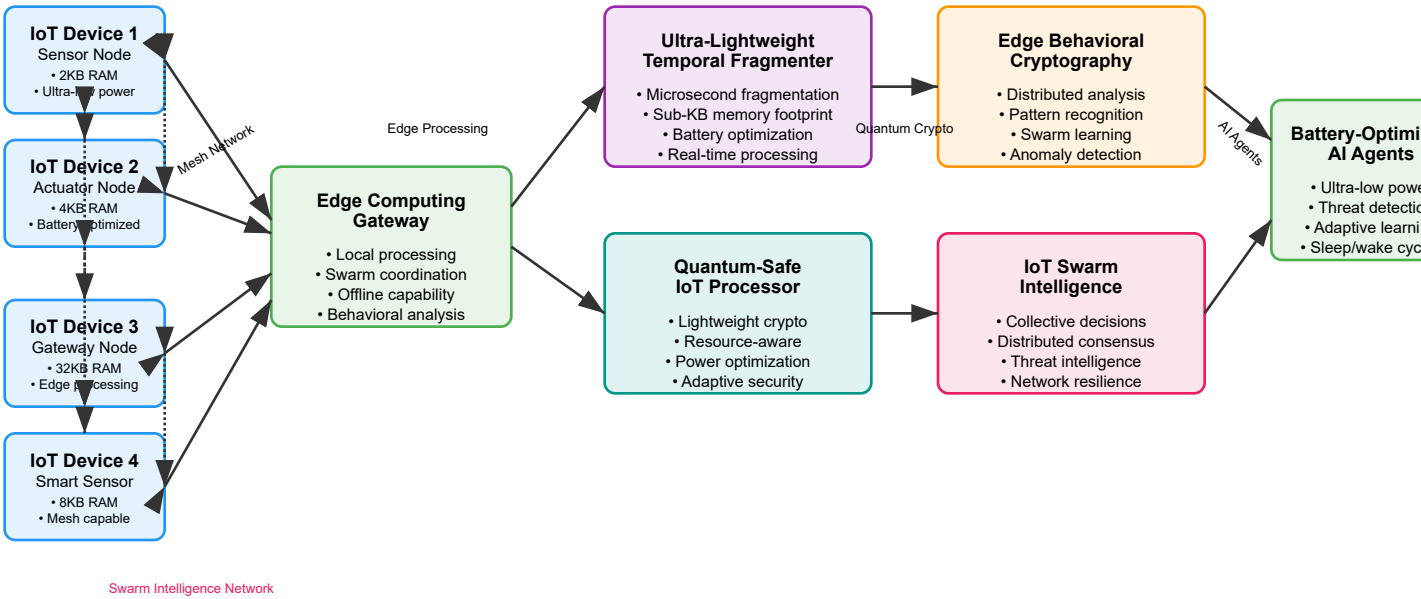 IoT Device 1
Sensor Node
• 2KB RAM
• Ultra-low power
IoT Device 2
Actuator Node
• 4KB RAM
• Battery optimized
IoT Device 3
Gateway Node
• 32KB RAM
• Edge processing
IoT Device 4
Smart Sensor
• 8KB RAM
• Mesh capable
Mesh Network
Edge Computing
Gateway
• Local processing
• Swarm coordination
• Offline capability
• Behavioral analysis
Edge Processing
Ultra-Lightweight
Temporal Fragmenter
• Microsecond fragmentation
• Sub-KB memory footprint
• Battery optimization
• Real-time processing
Quantum-Safe
IoT Processor
• Lightweight crypto
• Resource-aware
• Power optimization
• Adaptive security
Quantum Crypto
Edge Behavioral
Cryptography
• Distributed analysis
• Pattern recognition
• Swarm learning
• Anomaly detection
IoT Swarm
Intelligence
• Collective decisions
• Distributed consensus
• Threat intelligence
• Network resilience
AI Agents
Battery-Optimi
AI Agents
• Ultra-low powe
• Threat detectio
• Adaptive learni
• Sleep/wake cyc
Swarm Intelligence Network